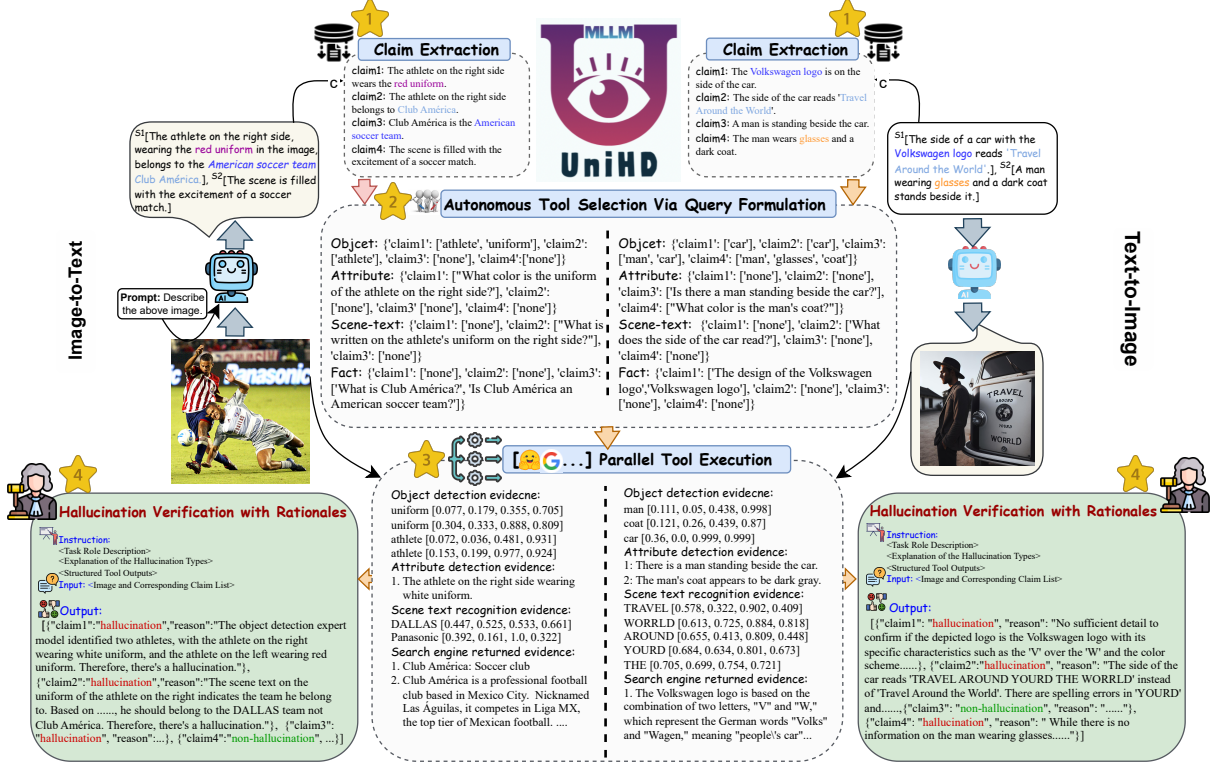 1
Claim Extraction
claim1: The athlete on the right side
wears the red uniform.
claim2: The athlete on the right side
belongs to Club América.
claim3: Club América is the American
soccer team.
claim4: The scene is filled with the
excitement of a soccer match.
C
MLLM
UniHD
1
Claim Extraction
claim1: The Volkswagen logo is on the
side of the car.
claim2: The side of the car reads 'Travel
Around the World'.
claim3: A man is standing beside the car.
claim4: The man wears glasses and a
dark coat.
C
Image-to-Text
S1[The athlete on the right side,
wearing the red uniform in the image,
belongs to the American soccer team
Club América.], S2[The scene is filled
with the excitement of a soccer
match.]
AI
Prompt: Describe
the above image.
Panasonic
2
Autonomous Tool Selection Via Query Formulation
Objcet: {'claim1': ['athlete', 'uniform'], 'claim2':
['athlete'], 'claim3': ['none'], 'claim4':['none']}
Attribute: {'claim1': ["What color is the uniform
of the athlete on the right side?"], 'claim2':
['none'], 'claim3' ['none'], 'claim4': ['none']}
Scene-text: {'claim1': ['none'], 'claim2': ["What is
written on the athlete's uniform on the right side?"],
'claim3': ['none']}
Fact: {'claim1': ['none'], 'claim2': ['none'], 'claim3':
['What is Club América?', 'Is Club América an
American soccer team?']}
Object: {'claim1': ['car'], 'claim2': ['car'], 'claim3':
['man', 'car'], 'claim4': ['man', 'glasses', 'coat']}
Attribute: {'claim1': ['none'], 'claim2': ['none'],
'claim3': ['Is there a man standing beside the car?'],
'claim4': ["What color is the man's coat?"]}
Scene-text: {'claim1': ['none'], 'claim2': ['What
does the side of the car read?'], 'claim3': ['none'],
'claim4': ['none']}
Fact: {'claim1': ['The design of the Volkswagen
logo','Volkswagen logo'], 'claim2': ['none'], 'claim3':
['none'], 'claim4': ['none']}
Text-to-Image
S1[The side of a car with the
Volkswagen logo reads 'Travel
Around the World'.], S2[A man
wearing glasses and a dark coat
stands beside it.]
AI
TRAVEL
AROUND
YOURD
THE
WORRLD
3
[G...] Parallel Tool Execution
Object detection evidecne:
uniform [0.077, 0.179, 0.355, 0.705]
uniform [0.304, 0.333, 0.888, 0.809]
athlete [0.072, 0.036, 0.481, 0.931]
athlete [0.153, 0.199, 0.977, 0.924]
Attribute detection evidence:
1. The athlete on the right side wearing
white uniform.
Scene text recognition evidence:
DALLAS [0.447, 0.525, 0.533, 0.661]
Panasonic [0.392, 0.161, 1.0, 0.322]
Search engine returned evidence:
1. Club América: Soccer club
2. Club América is a professional football
club based in Mexico City. Nicknamed
Las Águilas, it competes in Liga MX,
the top tier of Mexican football. ....
Object detection evidecne:
man [0.111, 0.05, 0.438, 0.998]
coat [0.121, 0.26, 0.439, 0.87]
car [0.36, 0.0, 0.999, 0.999]
Attribute detection evidence:
1: There is a man standing beside the car.
2: The man's coat appears to be dark gray.
Scene text recognition evidence:
TRAVEL [0.578, 0.322, 0.902, 0.409]
WORRLD [0.613, 0.725, 0.884, 0.818]
AROUND [0.655, 0.413, 0.809, 0.448]
YOURD [0.684, 0.634, 0.801, 0.673]
THE [0.705, 0.699, 0.754, 0.721]
Search engine returned evidence:
1. The Volkswagen logo is based on the
combination of two letters, "V" and "W,"
which represent the German words "Volks"
and "Wagen," meaning "people\'s car"...
4
Hallucination Verification with Rationales
Instruction:
<Task Role Description>
<Explanation of the Hallucination Types>
<Structured Tool Outputs>
Input: <Image and Corresponding Claim List>
Output:
[{"claim1":"hallucination","reason":"The object detection expert
model identified two athletes, with the athlete on the right
wearing white uniform, and the athlete on the left wearing red
uniform. Therefore, there's a hallucination."},
{"claim2":"hallucination","reason":"The scene text on the
uniform of the athlete on the right indicates the team he belong
to. Based on ......, he should belong to the DALLAS team not
Club América. Therefore, there's a hallucination."}, {"claim3":
"hallucination", "reason":...}, {"claim4":"non-hallucination", ...}]
4
Hallucination Verification with Rationales
Instruction:
<Task Role Description>
<Explanation of the Hallucination Types>
<Structured Tool Outputs>
Input: <Image and Corresponding Claim List>
Output:
[{"claim1": "hallucination", "reason": "No sufficient detail to
confirm if the depicted logo is the Volkswagen logo with its
specific characteristics such as the 'V' over the 'W' and the color
scheme......}, {"claim2":"hallucination", "reason": "The side of the
car reads 'TRAVEL AROUND YOURD THE WORRLD' instead
of 'Travel Around the World'. There are spelling errors in 'YOURD'
and......,{"claim3": "non-hallucination", "reason": "......"},
{"claim4": "hallucination", "reason": " While there is no
information on the man wearing glasses......"}]